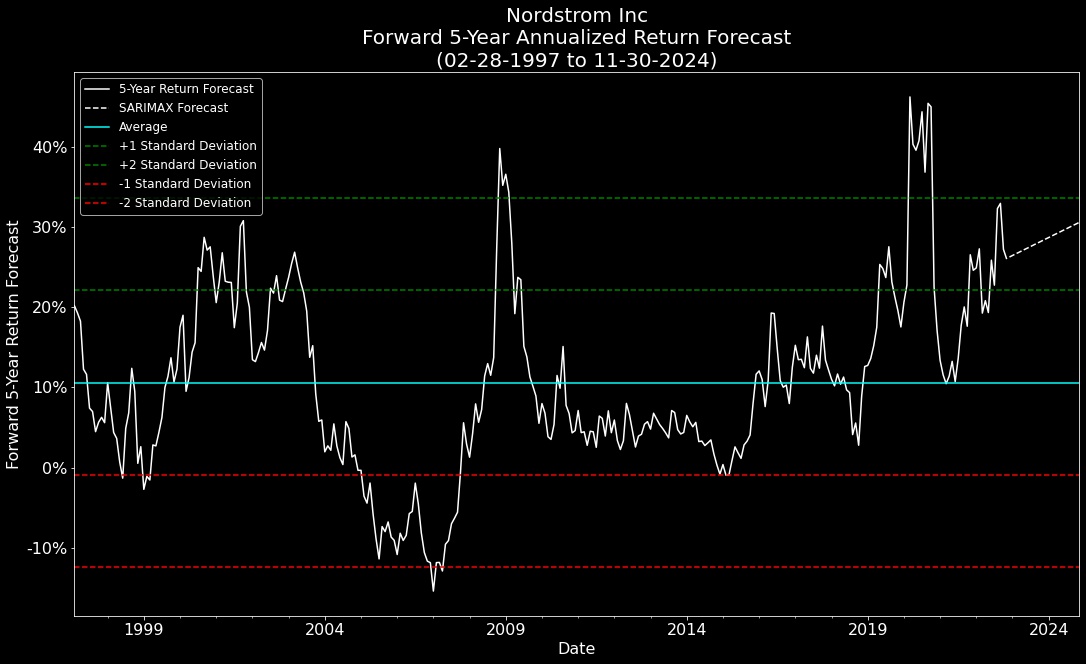 Nordstrom Inc
Forward 5-Year Annualized Return Forecast
(02-28-1997 to 11-30-2024)
5-Year Return Forecast
SARIMAX Forecast
Average
+1 Standard Deviation
+2 Standard Deviation
-1 Standard Deviation
-2 Standard Deviation
Forward 5-Year Return Forecast
40%
30%
20%
10%
0%
-10%
1999
2004
2009
2014
2019
2024
Date